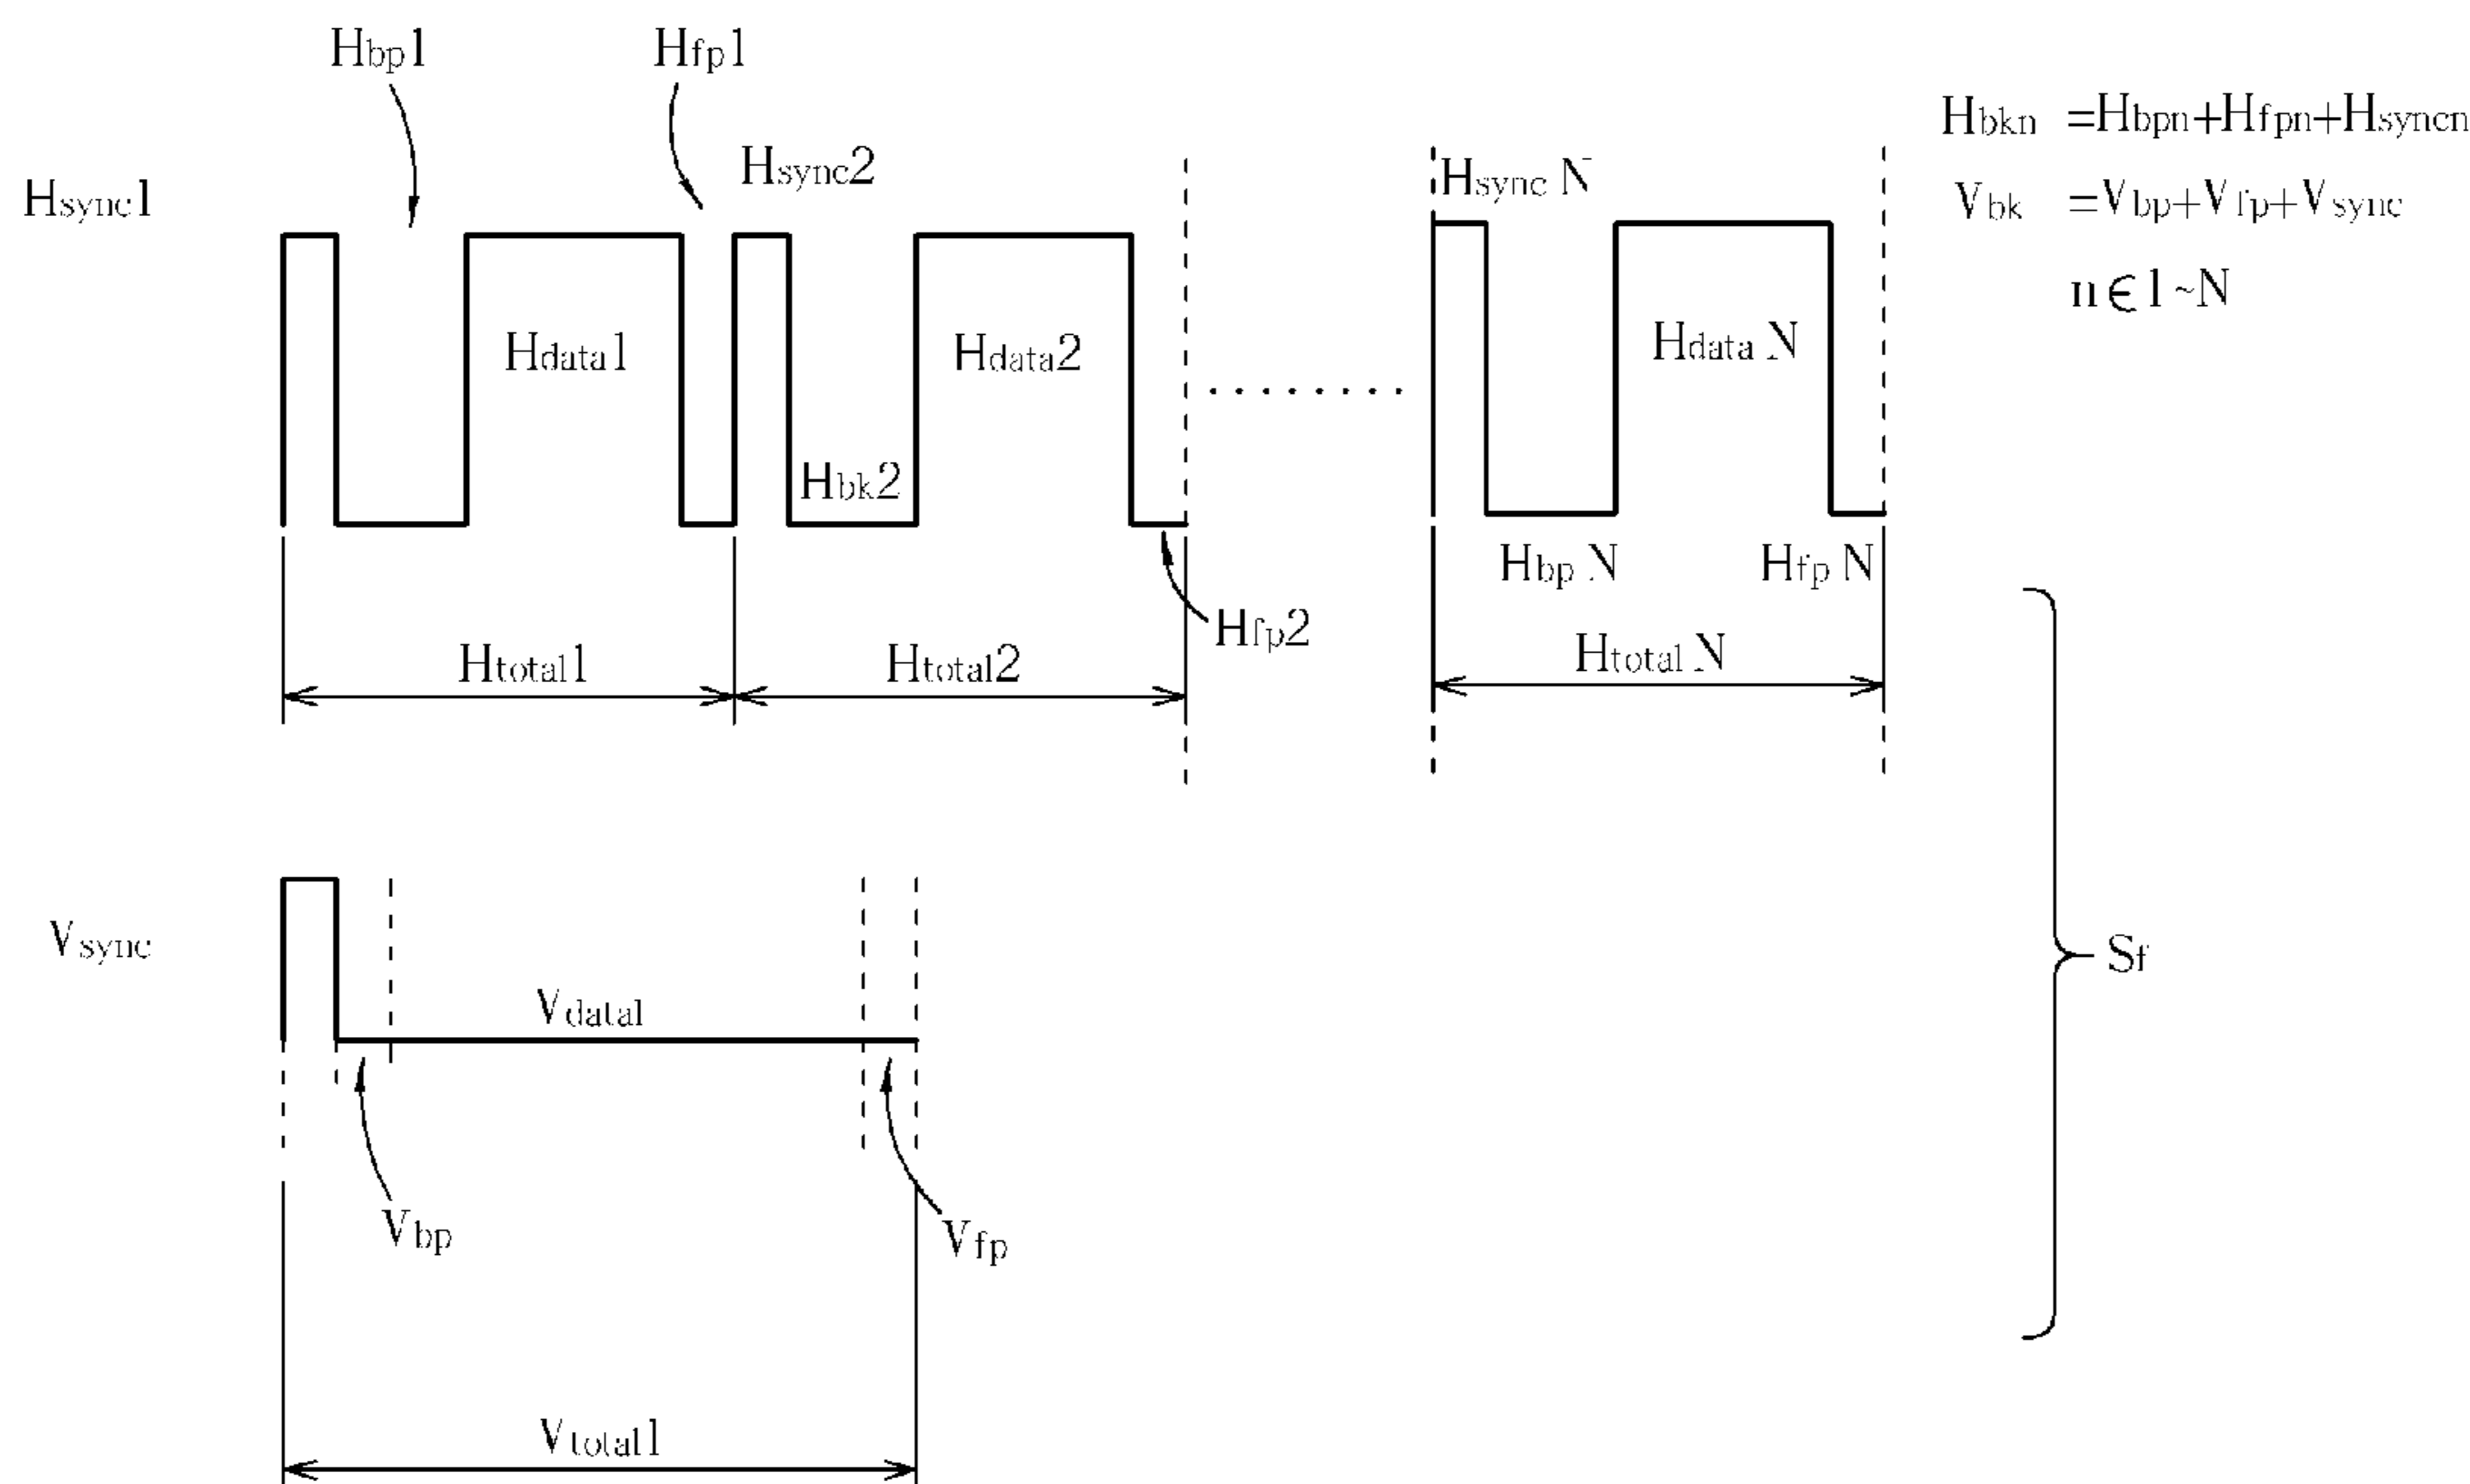 Hbp1
Hfp1
Hbkn =Hbpn+Hfpn+Hsyncn
Hsync1
Hsync2
Hsync N
Vbk =Vbp+Vfp+Vsync
n∈1~N
Hdata1
Hdata2
Hdata N
........
Hbk2
Hbp N
Hfp N
Hfp2
Htotal1
Htotal2
Htotal N
Vsync
Sf
Vdata1
Vbp
Vfp
Vtotal1